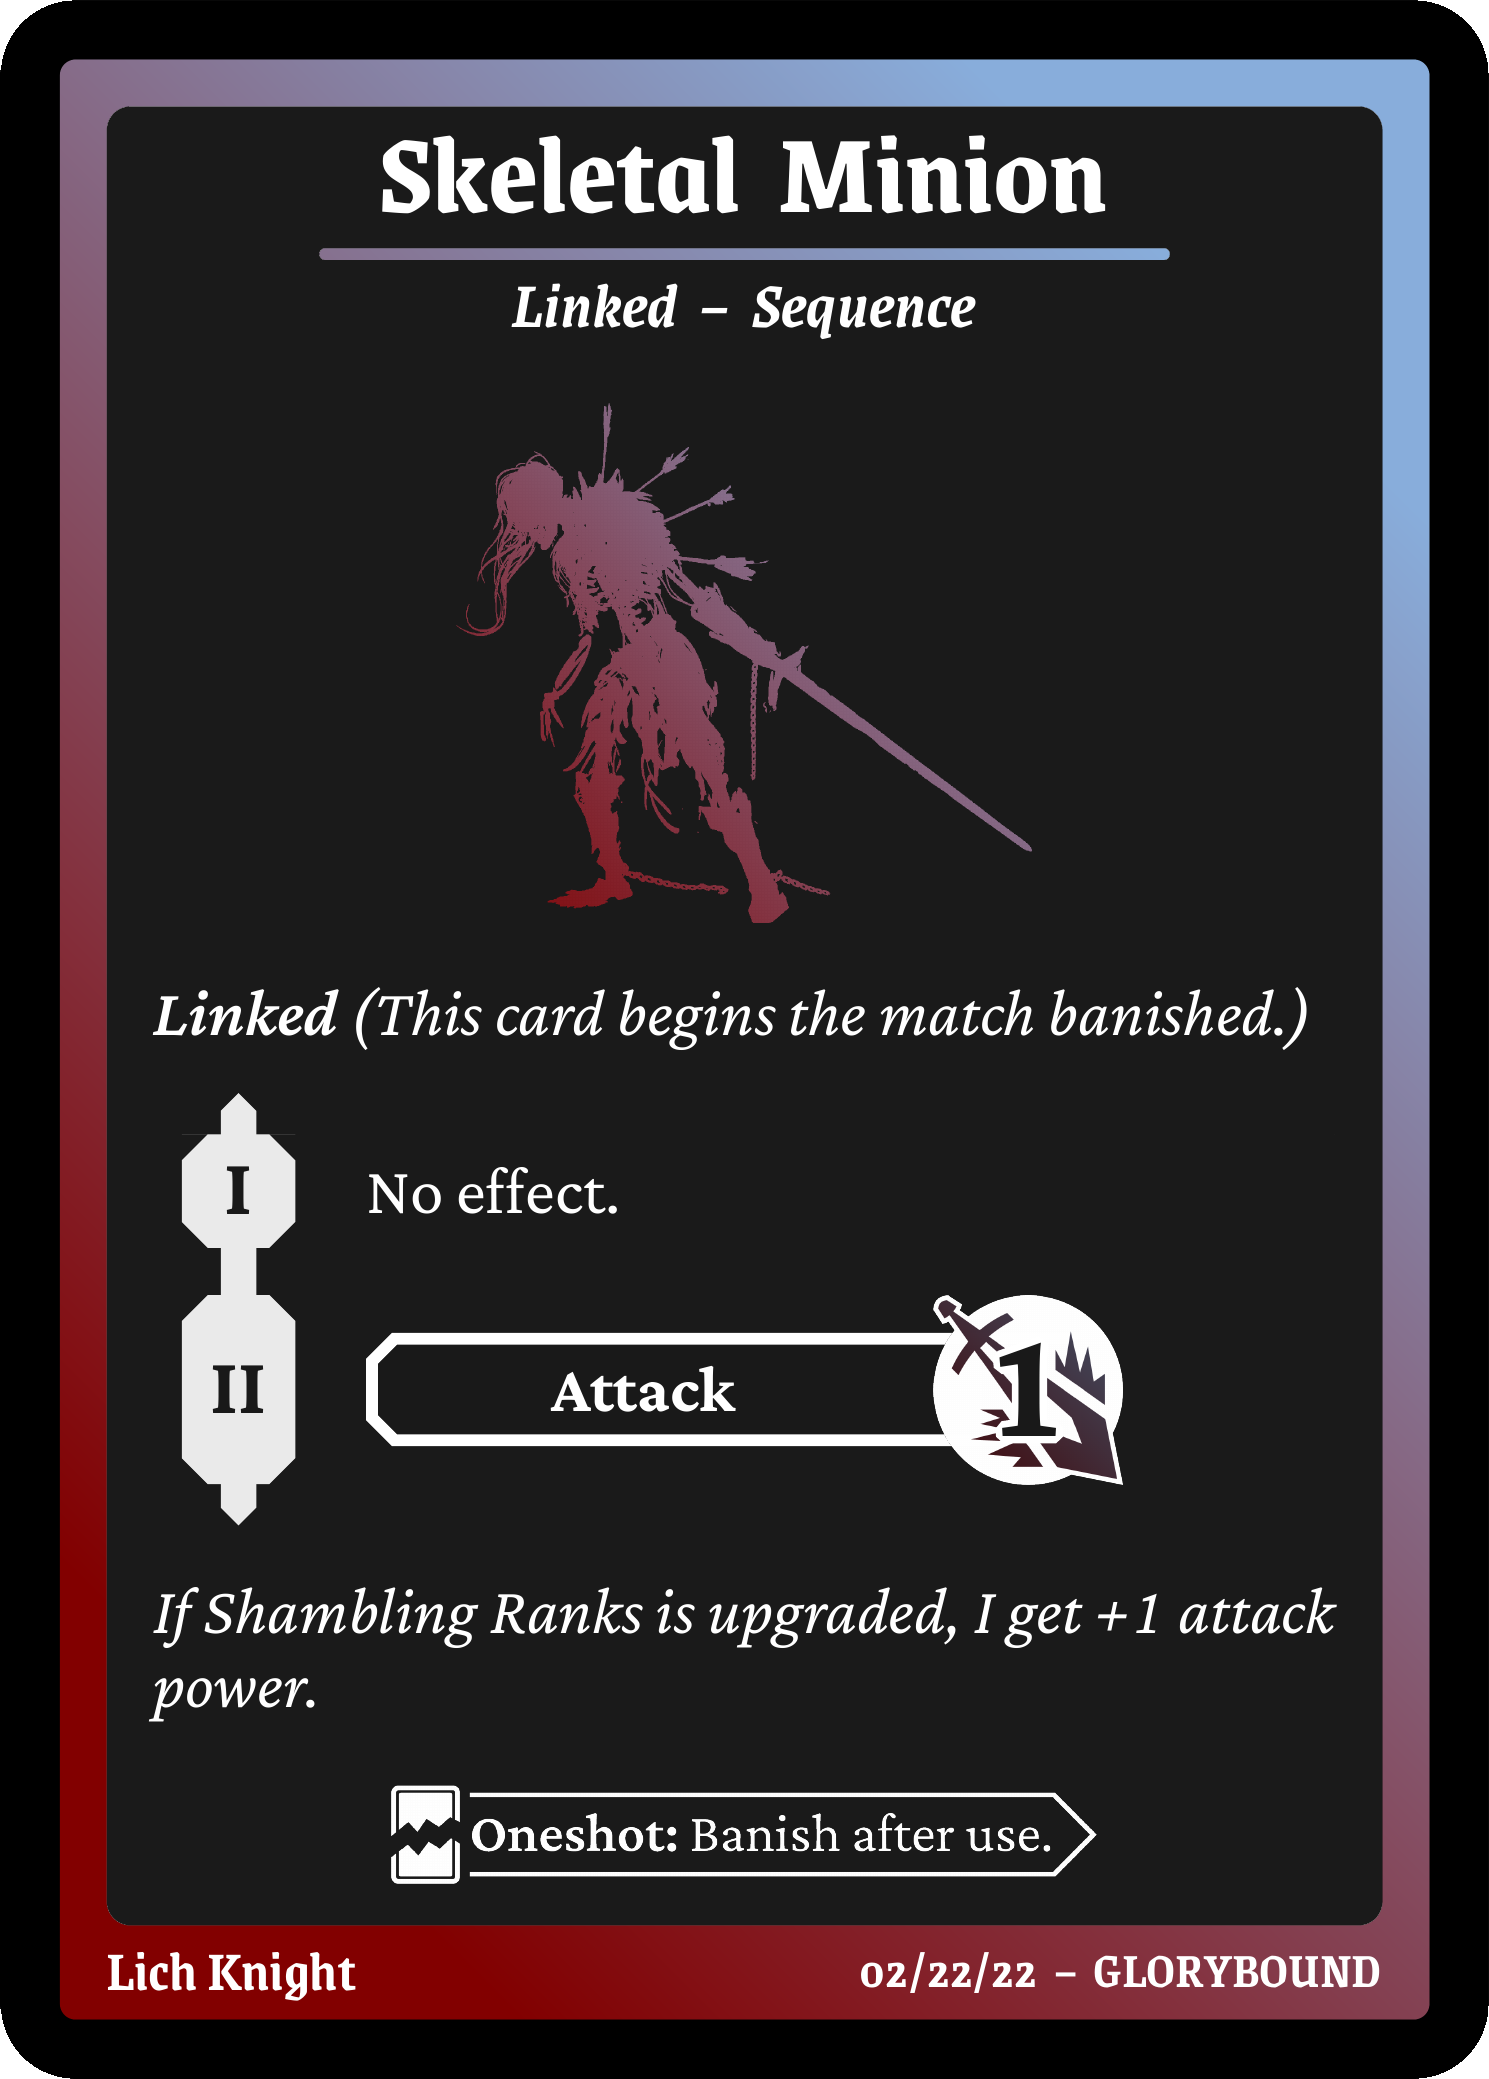 Skeletal Minion
Linked – Sequence
Linked (This card begins the match banished.)
I
No effect.
II
Attack
1
If Shambling Ranks is upgraded, I get +1 attack
power.
Oneshot: Banish after use.
Lich Knight
02/22/22 – GLORYBOUND